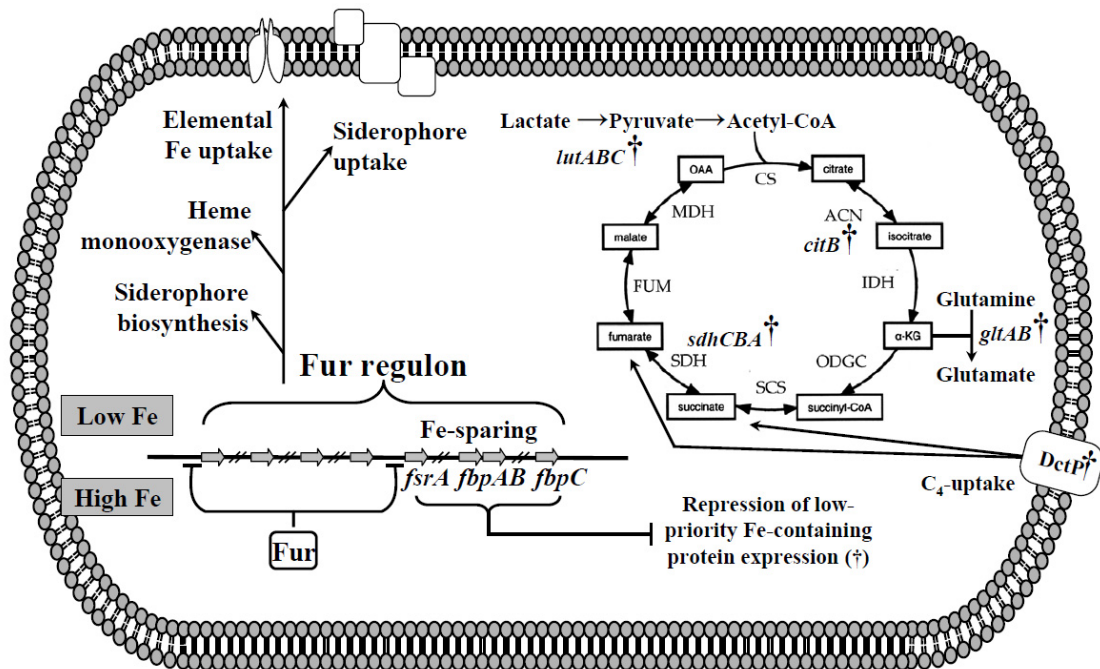 Elemental
Fe uptake
Siderophore
uptake
Heme
monooxygenase
Siderophore
biosynthesis
Fur regulon
Low Fe
High Fe
Fe-sparing
fsrA fbpAB fbpC
Fur
Repression of low-
priority Fe-containing
protein expression (†)
Lactate →Pyruvate→Acetyl-CoA
lutABC†
OAA
CS
citrate
MDH
ACN
citB†
malate
isocitrate
FUM
IDH
fumarate
sdhCBA†
SDH
α-KG
ODGC
SCS
succinate
succinyl-CoA
Glutamine
gltAB†
Glutamate
DctP†
C₄-uptake